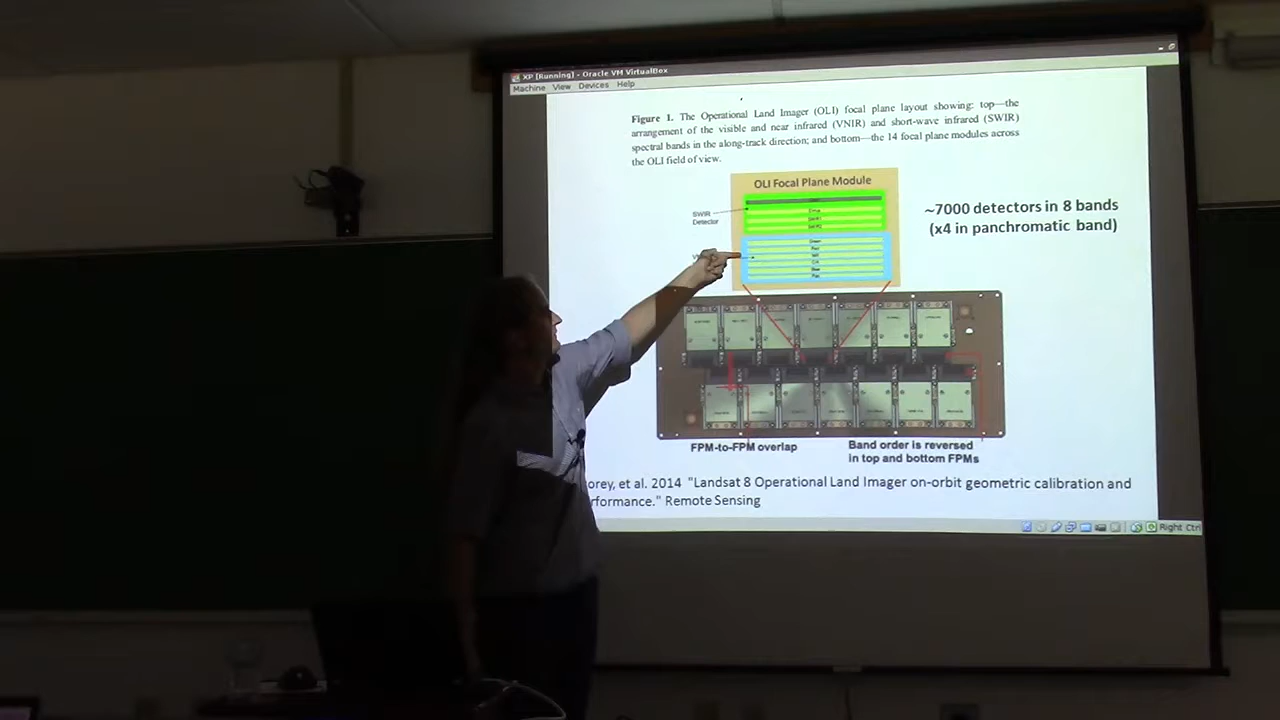 XP [Running] - Oracle VM VirtualBox
Machine View Devices Help
Figure 1. The Operational Land Imager (OLI) focal plane layout showing: top—the
arrangement of the visible and near infrared (VNIR) and short-wave infrared (SWIR)
spectral bands in the along-track direction; and bottom—the 14 focal plane modules across
the OLI field of view.
OLI Focal Plane Module
SWIR
Detector
~7000 detectors in 8 bands
(x4 in panchromatic band)
Green
Red
Blue
Pan
FPM-to-FPM overlap
Band order is reversed
in top and bottom FPMs
orey, et al. 2014 "Landsat 8 Operational Land Imager on-orbit geometric calibration and
rformance." Remote Sensing
Right Ctrl